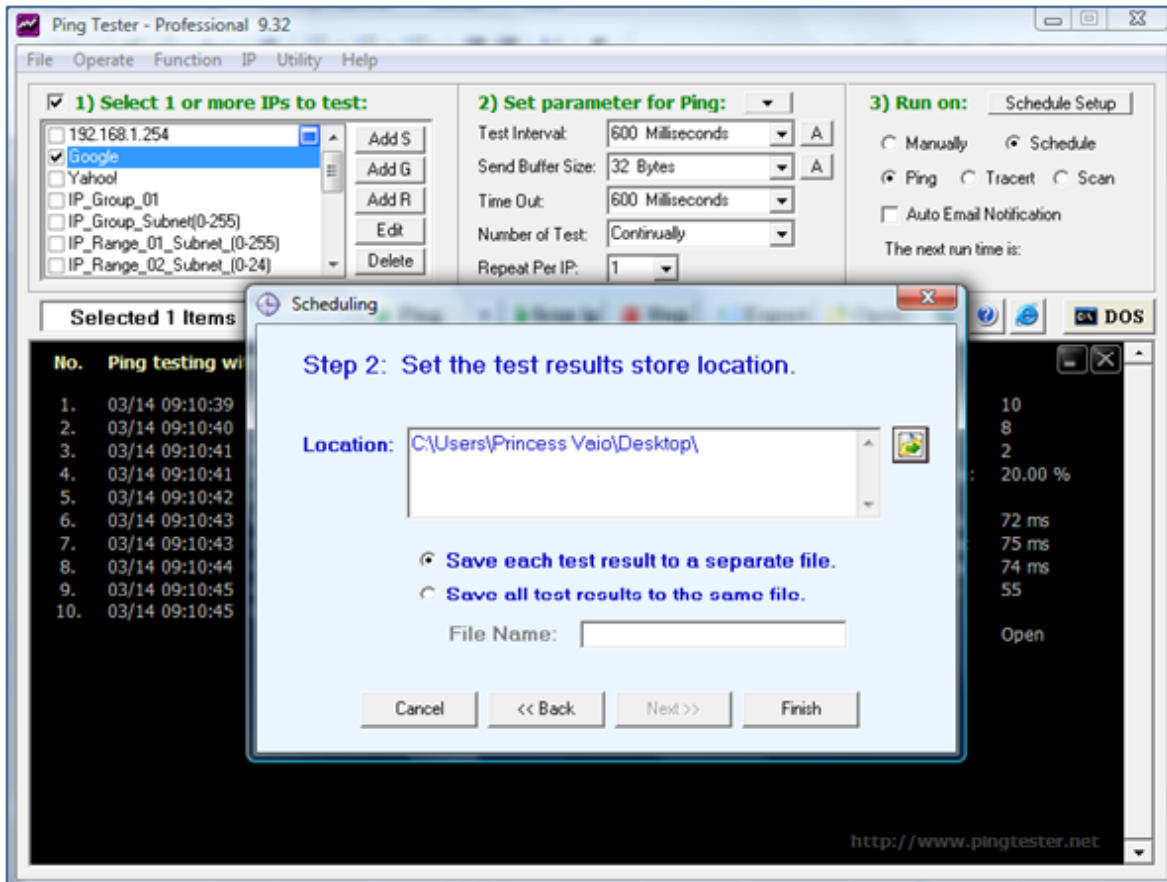 Ping Tester - Professional 9.32
File Operate Function IP Utility Help
1) Select 1 or more IPs to test:
192.168.1.254
Google
Yahoo!
IP_Group_01
IP_Group_Subnet(0-255)
IP_Range_01_Subnet_(0-255)
IP_Range_02_Subnet_(0-24)
Add S
Add G
Add R
Edit
Delete
2) Set parameter for Ping:
Test Interval: 600 Milliseconds A
Send Buffer Size: 32 Bytes A
Time Out: 600 Milliseconds
Number of Test: Continually
Repeat Per IP: 1
3) Run on: Schedule Setup
Manually Schedule
Ping Tracert Scan
Auto Email Notification
The next run time is:
Selected 1 Items
DOS
No. Ping testing wi
1. 03/14 09:10:39 10
2. 03/14 09:10:40 8
3. 03/14 09:10:41 2
4. 03/14 09:10:41 : 20.00 %
5. 03/14 09:10:42
6. 03/14 09:10:43 72 ms
7. 03/14 09:10:43 75 ms
8. 03/14 09:10:44 74 ms
9. 03/14 09:10:45 55
10. 03/14 09:10:45
Open
Scheduling
Step 2: Set the test results store location.
Location: C:\Users\Princess Vaio\Desktop\
Save each test result to a separate file.
Save all test results to the same file.
File Name:
Cancel << Back Next >> Finish
http://www.pingtester.net